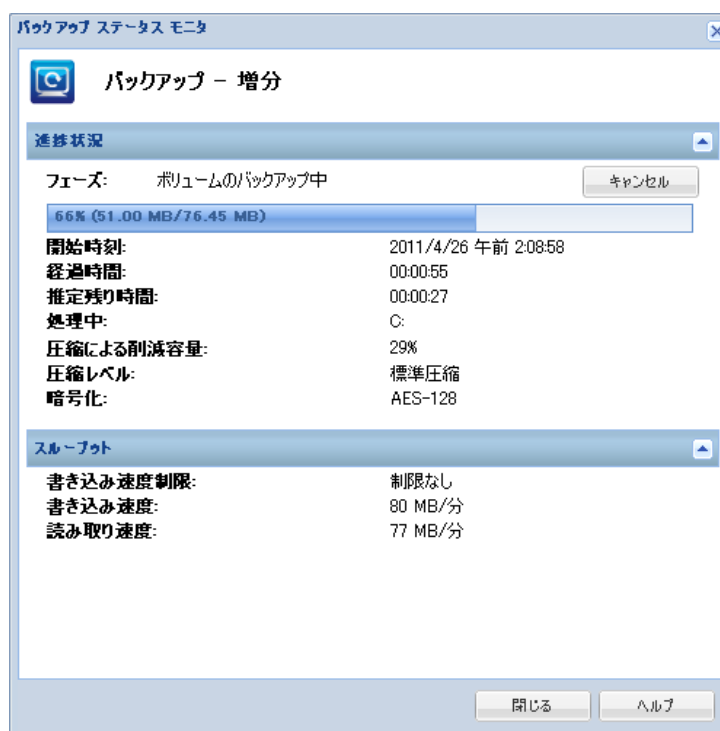 バックアップ ステータス モニタ
バックアップ - 増分
進捗状況
フェーズ: ボリュームのバックアップ中 キャンセル
66% (51.00 MB/76.45 MB)
開始時刻: 2011/4/26 午前 2:08:58
経過時間: 00:00:55
推定残り時間: 00:00:27
処理中: C:
圧縮による削減容量: 29%
圧縮レベル: 標準圧縮
暗号化: AES-128
スループット
書き込み速度制限: 制限なし
書き込み速度: 80 MB/分
読み取り速度: 77 MB/分
閉じる ヘルプ